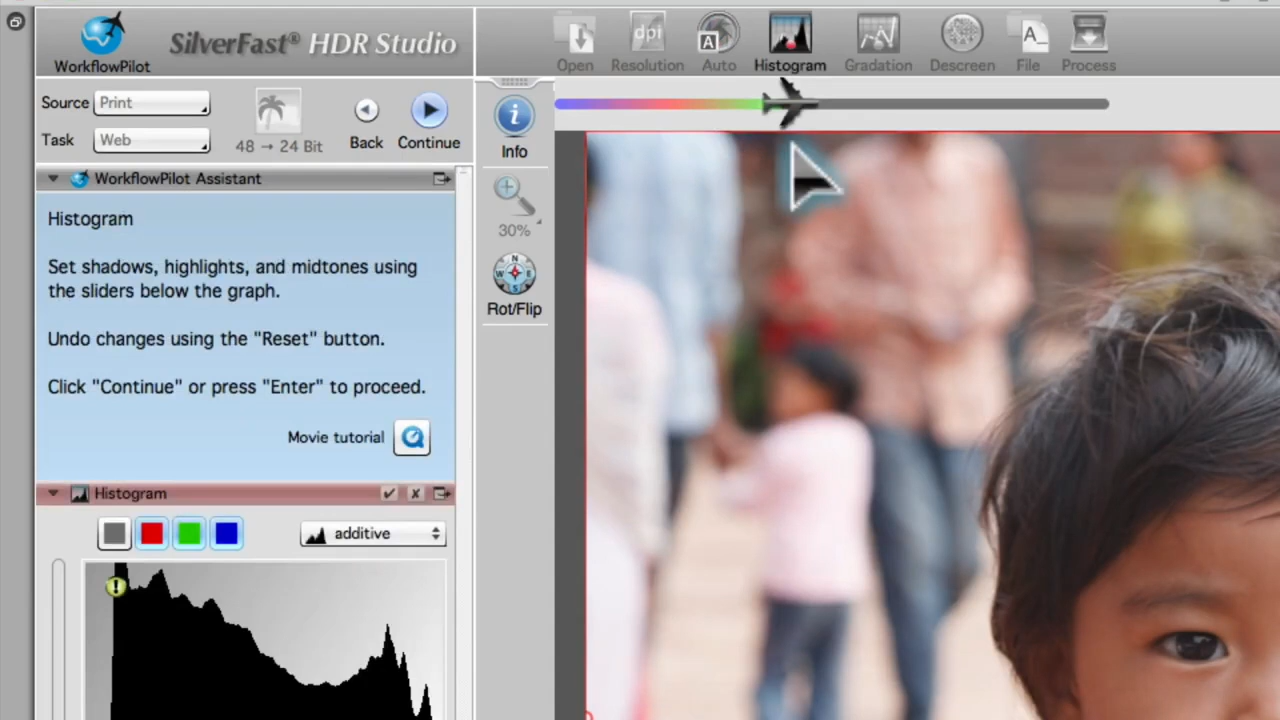 WorkflowPilot
SilverFast® HDR Studio
Open
dpi
Resolution
A
Auto
Histogram
Gradation
Descreen
A_
File
Process
Source Print
Task Web
48 → 24 Bit
Back
Continue
Info
30%
N
W E
S
Rot/Flip
WorkflowPilot Assistant
Histogram
Set shadows, highlights, and midtones using
the sliders below the graph.
Undo changes using the "Reset" button.
Click "Continue" or press "Enter" to proceed.
Movie tutorial
Histogram
additive
!